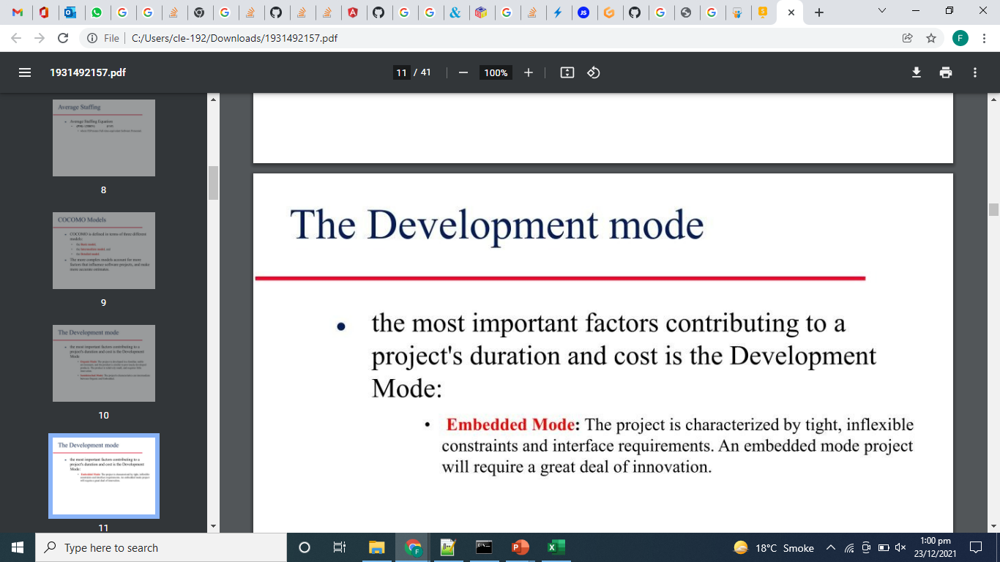 File
C:/Users/cle-192/Downloads/1931492157.pdf
F
1931492157.pdf
11 / 41
100%
Average Staffing
Average Staffing Equation
8
COCOMO Models
COCOMO is defined in terms of three different
models:
the Basic model,
the Intermediate model, and
the Detailed model
The more complex models account for more
factors that influence software projects, and make
more accurate estimates.
9
The Development mode
the most important factors contributing to a
project's duration and cost is the Development
Mode
10
The Development mode
the most important factors contributing to a
project's duration and cost is the Development
Mode:
Embedded Mode: The project is characterized by tight, inflexible
constraints and interface requirements. An embedded mode project
will require a great deal of innovation.
11
The Development mode
the most important factors contributing to a
project's duration and cost is the Development
Mode:
Embedded Mode: The project is characterized by tight, inflexible
constraints and interface requirements. An embedded mode project
will require a great deal of innovation.
Type here to search
18°C Smoke
1:00 pm
23/12/2021